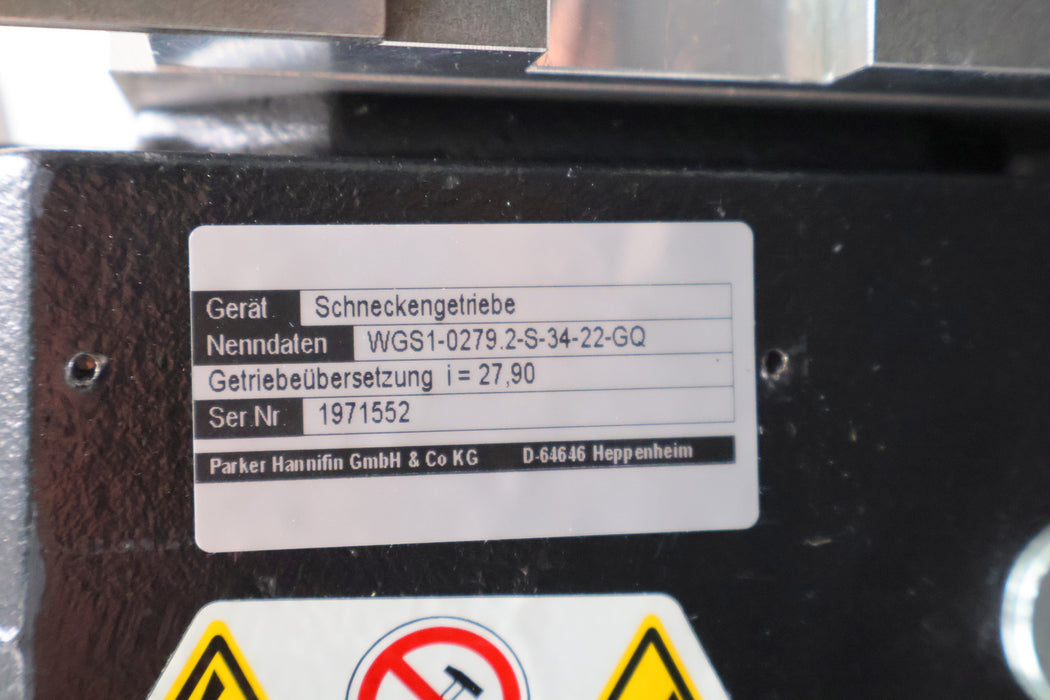 Gerät Schneckengetriebe
Nenndaten WGS1-0279.2-S-34-22-GQ
Getriebeübersetzung i = 27,90
Ser.Nr. 1971552
Parker Hannifin GmbH & Co KG D-64646 Heppenheim